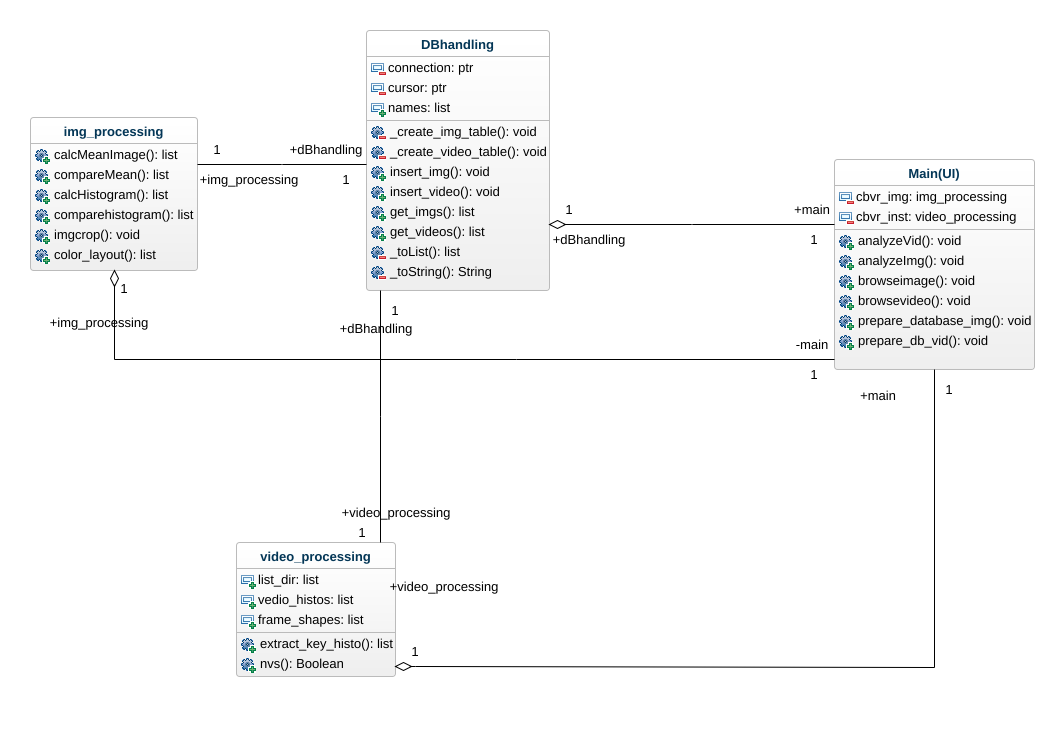 DBhandling
connection: ptr
cursor: ptr
names: list
_create_img_table(): void
_create_video_table(): void
insert_img(): void
insert_video(): void
get_imgs(): list
get_videos(): list
_toList(): list
_toString(): String
img_processing
calcMeanImage(): list
compareMean(): list
calcHistogram(): list
comparehistogram(): list
imgcrop(): void
color_layout(): list
1
+dBhandling
+img_processing
1
Main(UI)
cbvr_img: img_processing
cbvr_inst: video_processing
analyzeVid(): void
analyzeImg(): void
browseimage(): void
browsevideo(): void
prepare_database_img(): void
prepare_db_vid(): void
1
+main
+dBhandling
1
1
+img_processing
1
+dBhandling
-main
1
+main
1
+video_processing
1
video_processing
list_dir: list
vedio_histos: list
frame_shapes: list
extract_key_histo(): list
nvs(): Boolean
+video_processing
1